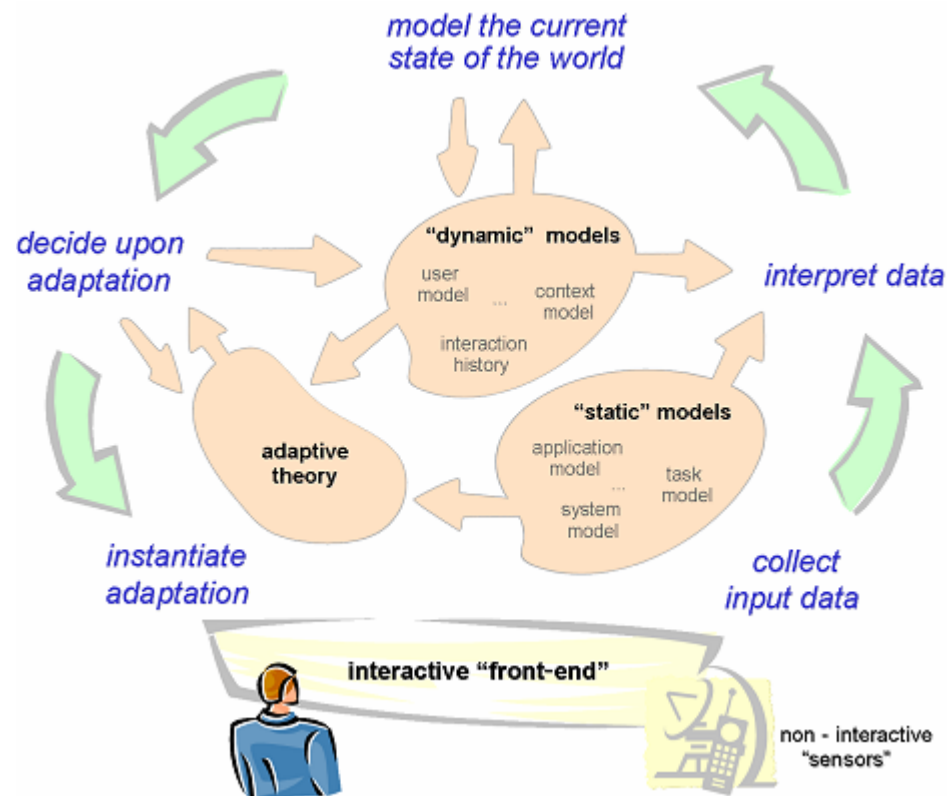 model the current
state of the world
decide upon
adaptation
"dynamic" models
user
model
...
context
model
interaction
history
interpret data
"static" models
application
model
...
task
model
system
model
adaptive
theory
instantiate
adaptation
collect
input data
interactive "front-end"
non - interactive
"sensors"